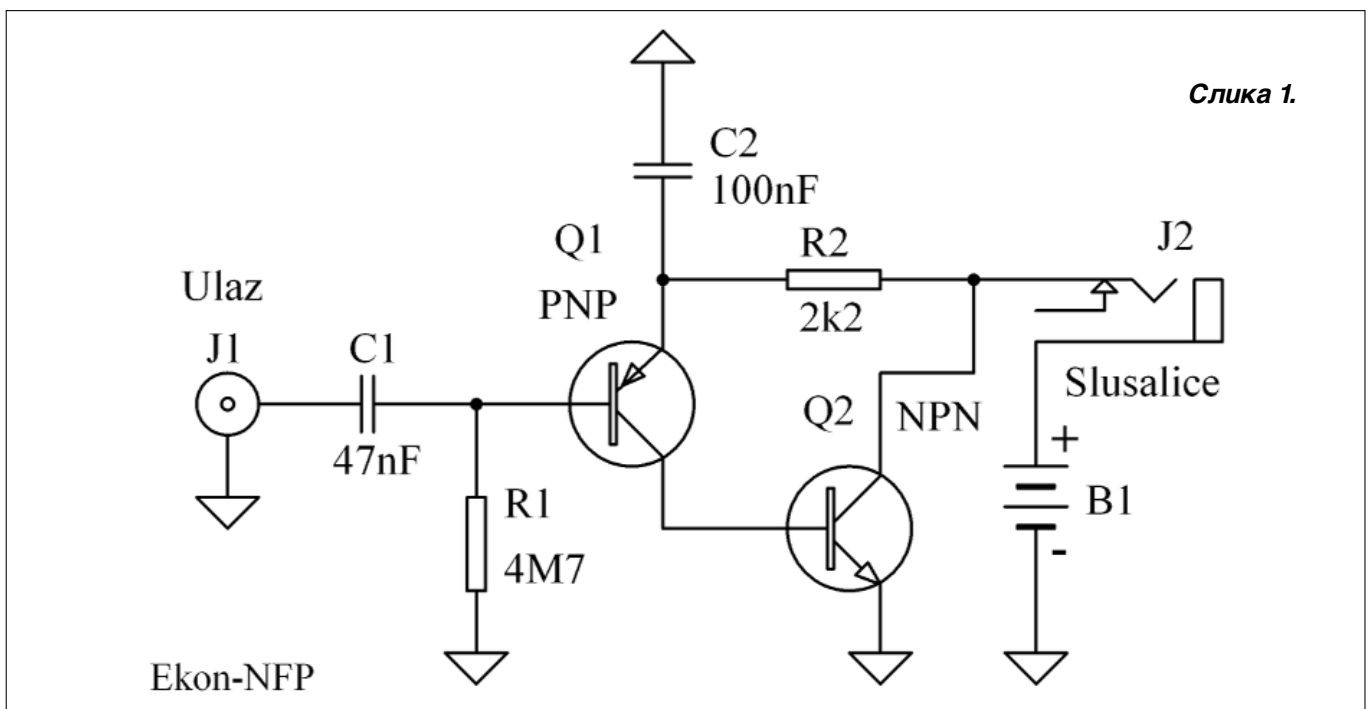 Слика 1.
C2
100nF
Q1
PNP
R2
2k2
J2
Ulaz
J1
C1
47nF
Slusalice
Q2
NPN
R1
4M7
+
B1
-
Ekon-NFP